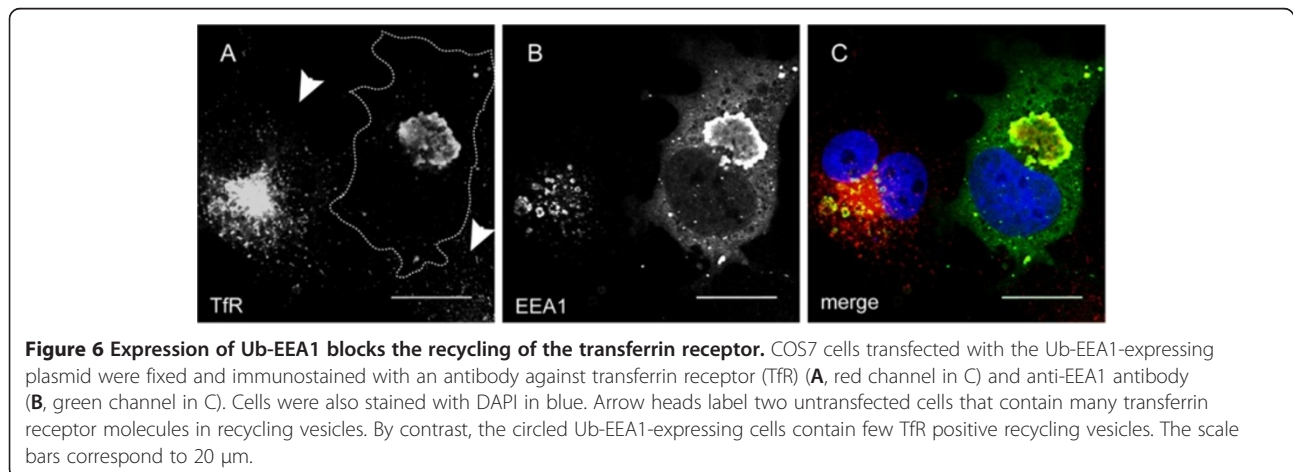 A
B
C
TfR
EEA1
merge
Figure 6 Expression of Ub-EEA1 blocks the recycling of the transferrin receptor. COS7 cells transfected with the Ub-EEA1-expressing
plasmid were fixed and immunostained with an antibody against transferrin receptor (TfR) (A, red channel in C) and anti-EEA1 antibody
(B, green channel in C). Cells were also stained with DAPI in blue. Arrow heads label two untransfected cells that contain many transferrin
receptor molecules in recycling vesicles. By contrast, the circled Ub-EEA1-expressing cells contain few TfR positive recycling vesicles. The scale
bars correspond to 20 μm.